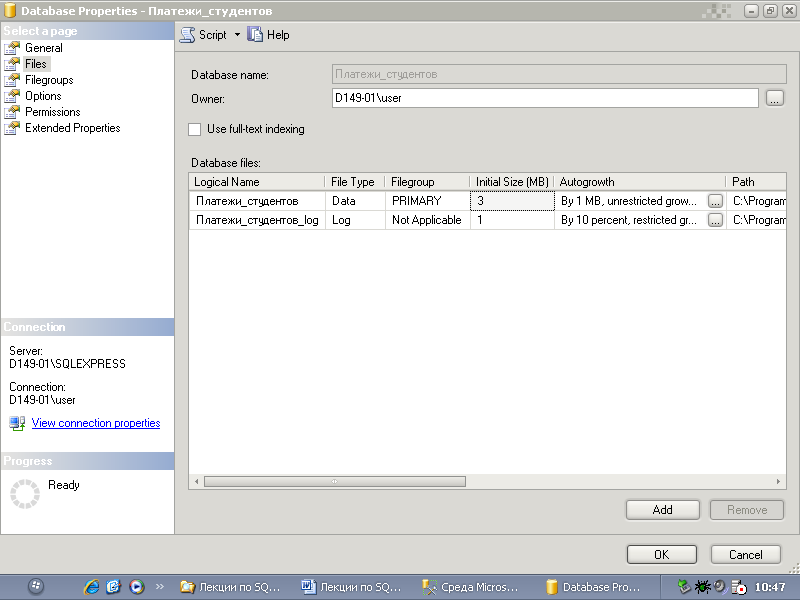 Database Properties - Платежи_студентов
Select a page
General
Files
Filegroups
Options
Permissions
Extended Properties
Script
Help
Database name:
Платежи_студентов
Owner:
D149-01\user
...
Use full-text indexing
Database files:
Logical Name File Type Filegroup Initial Size (MB) Autogrowth Path
Платежи_студентов Data PRIMARY 3 By 1 MB, unrestricted grow... ... C:\Program
Платежи_студентов_log Log Not Applicable 1 By 10 percent, restricted gr... ... C:\Program
Connection
Server:
D149-01\SQLEXPRESS
Connection:
D149-01\user
View connection properties
Progress
Ready
Add Remove
OK Cancel
Лекции по SQ... Лекции по SQ... Среда Micros... Database Pro... 10:47